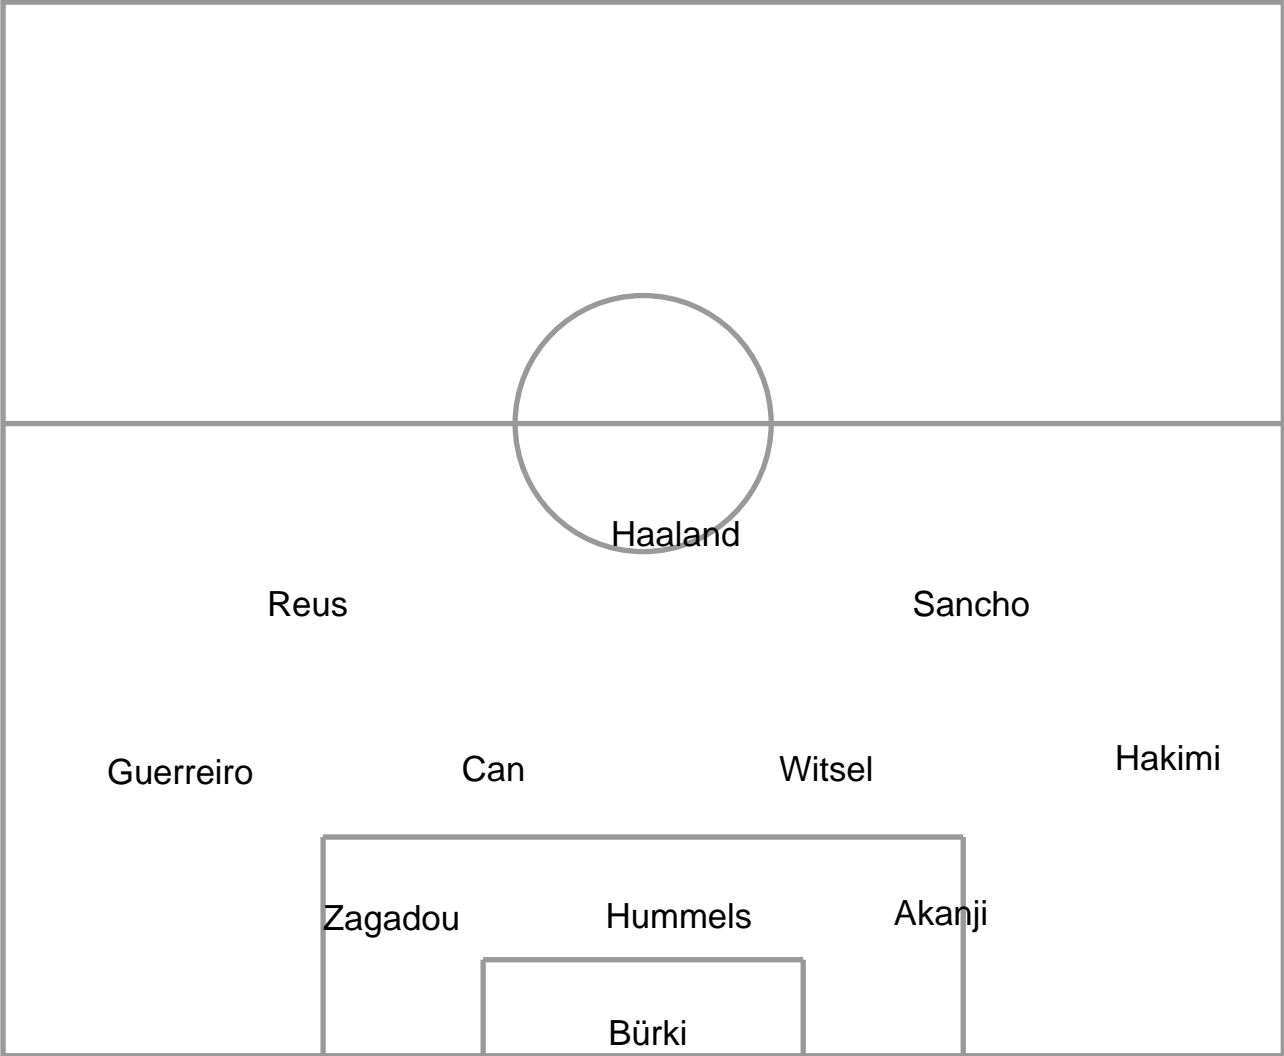 Haaland
Reus Sancho
Guerreiro Can Witsel Hakimi
Zagadou Hummels Akanji
Bürki